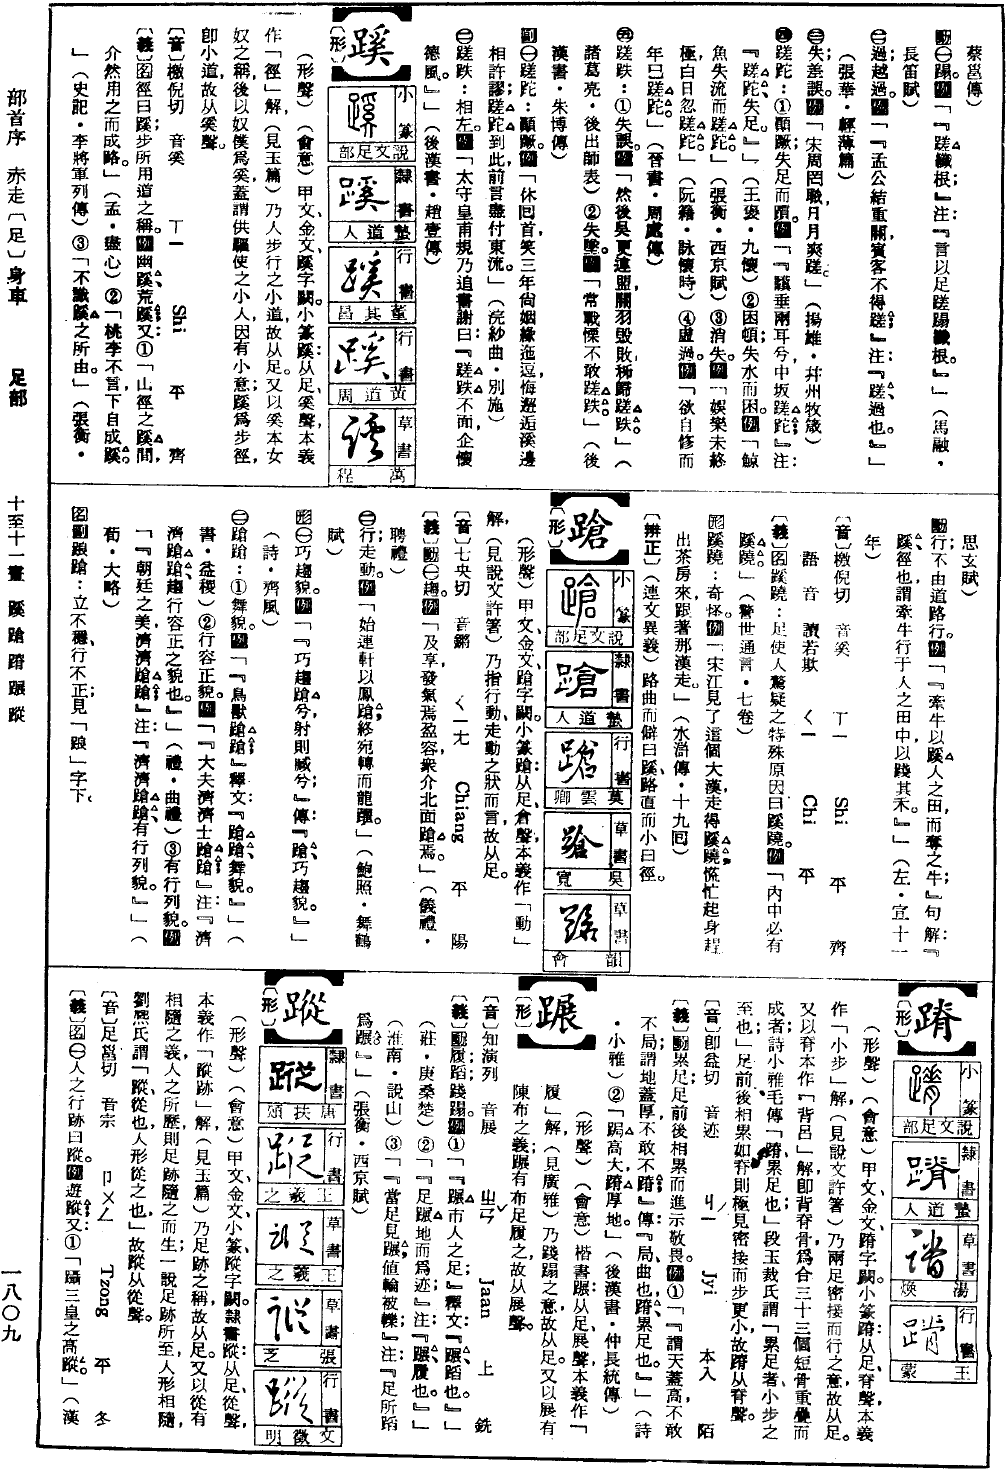 蔡邕傳）
㊁動㊀蹋。例「『蹉纖根』注：『言以足蹉蹋纖根。』」（馬融・
長笛賦）
㊁過越過。例「『孟公結重關，賓客不得蹉』注：『蹉，過也。』」
（張華・輕薄篇）
㊂失差誤。例「宋周罔職，月月爽蹉。」（揚雄・幷州牧箴）
蹉跎：①顚蹶失足而躓。例「『驥垂兩耳兮，中坂蹉跎』注：
『蹉跎，失足。』」（王褒・九懷）②困頓失水而困。例「鯨
魚失流而蹉跎。」（張衡・西京賦）③消失。例「娛樂未終
極，白日忽蹉跎。」（阮籍・詠懷時）④虛過。例「欲自修而
年已蹉跎。」（晉書・周處傳）
蹉跌：①失誤。例「然後吳更違盟，關羽毀敗，秭歸蹉跌。」（
諸葛亮・後出師表）②失墜。例「常戰慄不敢蹉跌。」（後
漢書・朱博傳）
副㊀蹉跎：顚蹶。例「休回首，笑三年尙姻緣迤逗，悔邂逅溪邊
相許，謬蹉跎到此，前言盡付東流。」（浣紗曲・別施）
㊁蹉跌：相左。例「太守皇甫規乃追書謝曰：『蹉跌不面，企懷
德風。』」（後漢書・趙壹傳）
蹊
〔形〕
小篆 說文足部
隸書 蟄道人
行書 董其昌
行書 黃道周
草書 萬程
（形聲）（會意）甲文、金文蹊字闕。小篆蹊：从足、奚聲，本義
作「徑」解（見玉篇）乃人步行之小道，故从足。又以奚本女
奴之稱，後以奴僕爲奚，蓋謂供驅使之小人，因有小意；蹊爲步徑，
卽小道，故从奚聲。
〔音〕檄倪切 音奚 ㄒㄧ Shi 平 齊
〔義〕名徑曰蹊；步所用道之稱。例幽蹊、荒蹊，又：①「山徑之蹊間，
介然用之而成路。」（孟・盡心）②「桃李不言，下自成蹊。
」（史記・李將軍列傳）③「不識蹊之所由。」（張衡・
思玄賦）
動行不由道路行。例「『牽牛以蹊人之田，而奪之牛』句解：『
蹊，徑也，謂牽牛行于人之田中以踐其禾。』」（左・宣十一
年）
〔音〕檄倪切 音奚 ㄒㄧ Shi 平 齊
語音 讀若欺 ㄑㄧ Chi 平
〔義〕名蹊蹺：足使人驚疑之特殊原因曰蹊蹺。例「內中必有
蹊蹺。」（警世通言・七卷）
形蹊蹺：奇怪。例「宋江見了這個大漢走得蹊蹺，慌忙起身趕
出茶房來，跟著那漢走。」（水滸傳・十九回）
〔辨正〕（連文異義）路曲而僻曰蹊，路直而小曰徑。
蹌
〔形〕
小篆 說文足部
隸書 蟄道人
行書 莫雲卿
草書 吳寬
草書 韻會
（形聲）甲文、金文蹌字闕。小篆蹌：从足，倉聲，本義作「動」
解，（見說文許箸）乃指行動、走動之狀而言，故从足。
〔音〕七央切 音鏘 ㄑㄧㄤ Chiang 平 陽
〔義〕動㊀趨。例「及享，發氣焉盈容，衆介北面蹌焉。」（儀禮・
聘禮）
㊁行走動。例「始連軒以鳳蹌，終宛轉而龍躍。」（鮑照・舞鶴
賦）
形㊀巧趨貌。例「『巧趨蹌兮，射則臧兮』傳：『蹌，巧趨貌。』」
（詩・齊風）
㊁蹌蹌：①舞貌。例「『鳥獸蹌蹌』釋文：『蹌蹌，舞貌。』」（
書・益稷）②行容正貌。例「『大夫濟濟，士蹌蹌』注：『濟
濟蹌蹌，趨行容正之貌也。』」（禮・曲禮）③有行列貌。例
「『朝廷之美，濟濟蹌蹌』注：『濟濟蹌蹌，有行列貌。』」（
荀・大略）
名副踉蹌：立不穩、行不正；見「踉」字下。
蹐
〔形〕
小篆 說文足部
隸書 蟄道人
草書 湯煥
行書 王蒙
（形聲）（會意）甲文、金文蹐字闕。小篆蹐：从足、脊聲，本義
作「小步」解，（見說文許箸）乃兩足密接而行之意，故从足。
又以脊本作「背呂」解，卽背脊骨，爲合三十三個短骨重疊而
成者；詩小雅毛傳「蹐，累足也」段玉裁氏謂「累足者，小步之
至也」足前後相累如脊，則極見密接而步更小，故蹐从脊聲。
〔音〕卽益切 音迹 ㄐㄧˊ Jyi 本入 陌
〔義〕動累足，足前後相累而進，示敬畏。例①「『謂天蓋高，不敢
不局，謂地蓋厚，不敢不蹐』傳：『局，曲也，蹐，累足也。』」（詩
・小雅）②「跼高天，蹐厚地。」（後漢書・仲長統傳）
蹍
〔形〕
（形聲）（會意）楷書蹍：从足、展聲，本義作「
履」解（見廣雅）乃踐蹋之意，故从足。又以展有
陳布之義，蹍有布足履之，故从展聲。
〔音〕知演列 音展 ㄓㄢˇ Jaan 上 銑
〔義〕動履、蹈、踐、蹋。例①「『蹍市人之足』釋文：『蹍，蹈也。』」
（莊・庚桑楚）②「『足蹍地而爲迹』注：『蹍，履也。』」
（淮南・說山）③「『當足見蹍，値輪被轢』注：『足所蹈
爲蹍。』」（張衡・西京賦）
蹤
〔形〕
隸書 唐扶頌
行書 王羲之
草書 王羲之
草書 張芝
行書 文徵明
（形聲）（會意）甲文、金文、小篆、蹤字闕。隸書蹤：从足、從聲，
本義作「蹤跡」解，（見玉篇）乃足跡之稱，故从足。又以從有
相隨之義，人之所歷，則足跡隨之而生，一說足跡所至，人形相隨，
劉熙氏謂「蹤，從也，人形從之也」故蹤从從聲。
〔音〕足邕切 音宗 ㄗㄨㄥ Tzong 平 冬
〔義〕名㊀人之行跡曰蹤。例遊蹤，又：①「躡三皇之高蹤。」（漢
部首序 赤走〔足〕身車 足部 十至十一畫 蹊蹌蹐蹍蹤 一八〇九